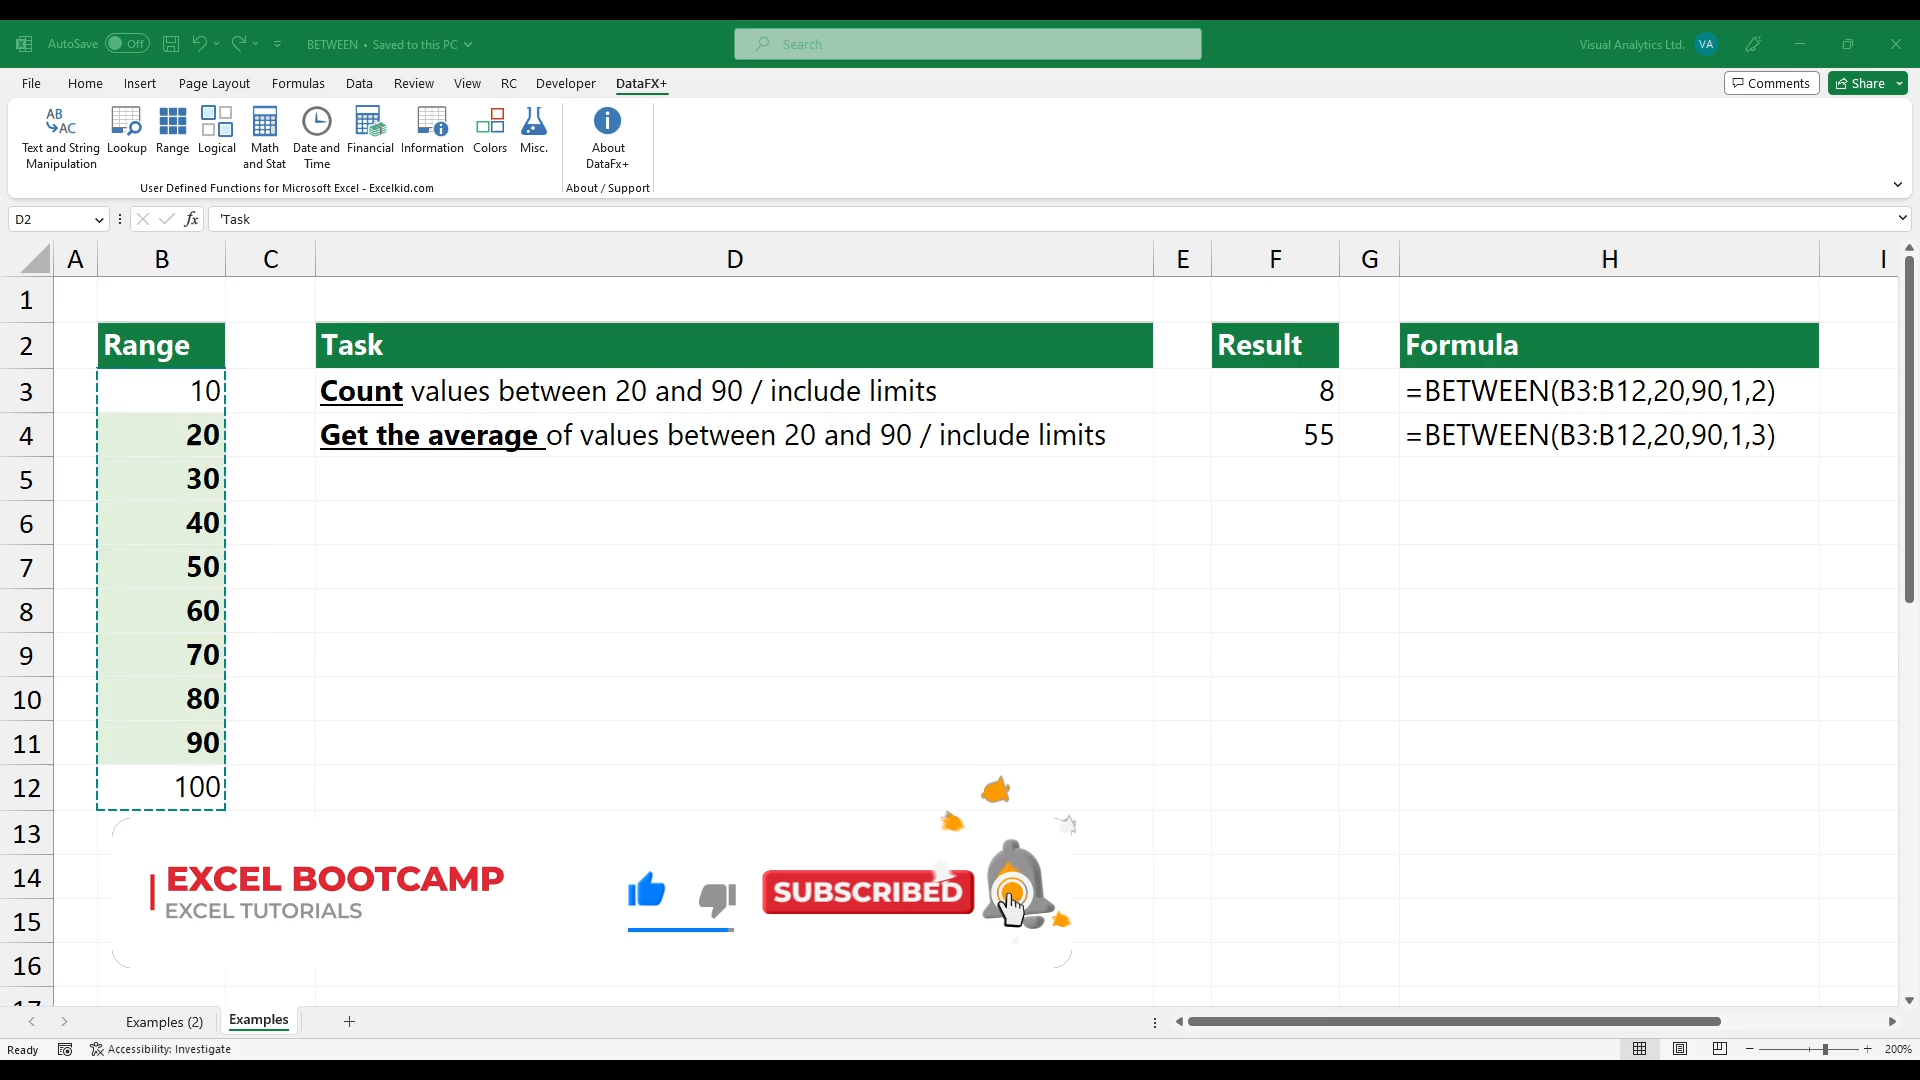 AutoSave Off BETWEEN • Saved to this PC Search Visual Analytics Ltd. VA
File Home Insert Page Layout Formulas Data Review View RC Developer DataFX+ Comments Share
AB
AC
Text and String Manipulation Lookup Range Logical Math and Stat Date and Time Financial Information Colors Misc. About DataFx+
User Defined Functions for Microsoft Excel - Excelkid.com About / Support
D2 fx 'Task
A B C D E F G H I
1
2 Range Task Result Formula
3 10 Count values between 20 and 90 / include limits 8 =BETWEEN(B3:B12,20,90,1,2)
4 20 Get the average of values between 20 and 90 / include limits 55 =BETWEEN(B3:B12,20,90,1,3)
5 30
6 40
7 50
8 60
9 70
10 80
11 90
12 100
13
14 EXCEL BOOTCAMP SUBSCRIBED
15 EXCEL TUTORIALS
16
17
Examples (2) Examples
Ready Accessibility: Investigate 200%